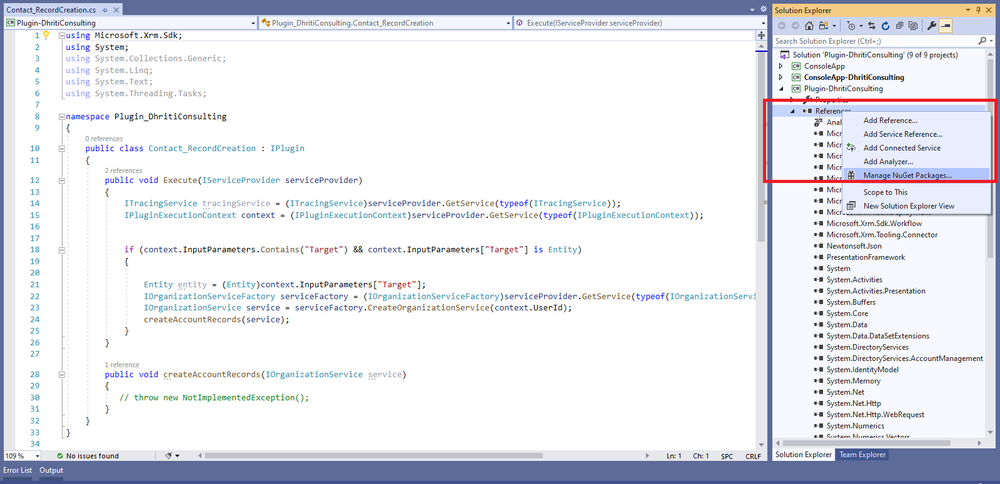 Contact_RecordCreation.cs
Plugin-DhritiConsulting
Plugin_DhritiConsulting.Contact_RecordCreation
Execute(IServiceProvider serviceProvider)
1 using Microsoft.Xrm.Sdk;
2 using System;
3 using System.Collections.Generic;
4 using System.Linq;
5 using System.Text;
6 using System.Threading.Tasks;
7
8 namespace Plugin_DhritiConsulting
9 {
0 references
10 public class Contact_RecordCreation : IPlugin
11 {
2 references
12 public void Execute(IServiceProvider serviceProvider)
13 {
14 ITracingService tracingService = (ITracingService)serviceProvider.GetService(typeof(ITracingService));
15 IPluginExecutionContext context = (IPluginExecutionContext)serviceProvider.GetService(typeof(IPluginExecutionContext));
16
17
18 if (context.InputParameters.Contains("Target") && context.InputParameters["Target"] is Entity)
19 {
20
21 Entity entity = (Entity)context.InputParameters["Target"];
22 IOrganizationServiceFactory serviceFactory = (IOrganizationServiceFactory)serviceProvider.GetService(typeof(IOrganizationServi
23 IOrganizationService service = serviceFactory.CreateOrganizationService(context.UserId);
24 createAccountRecords(service);
25 }
26 }
27
1 reference
28 public void createAccountRecords(IOrganizationService service)
29 {
30 // throw new NotImplementedException();
31 }
32 }
33 }
34
109 %
No issues found
Ln: 1 Ch: 1 SPC CRLF
Error List Output
Solution Explorer
Search Solution Explorer (Ctrl+;)
Solution 'Plugin-DhritiConsulting' (9 of 9 projects)
ConsoleApp
ConsoleApp-DhritiConsulting
Plugin-DhritiConsulting
Properties
References
Anal
Micr
Micr
Micr
Micr
Micr
Micr
Micr
Add Reference...
Add Service Reference...
Add Connected Service
Add Analyzer...
Manage NuGet Packages...
Scope to This
New Solution Explorer View
Microsoft.Xrm.Sdk.Workflow
Microsoft.Xrm.Tooling.Connector
Newtonsoft.Json
PresentationFramework
System
System.Activities
System.Activities.Presentation
System.Buffers
System.Core
System.Data
System.Data.DataSetExtensions
System.DirectoryServices
System.DirectoryServices.AccountManagement
System.IdentityModel
System.Memory
System.Net
System.Net.Http
System.Net.Http.WebRequest
System.Numerics
System.Numerics.Vectors
Solution Explorer Team Explorer